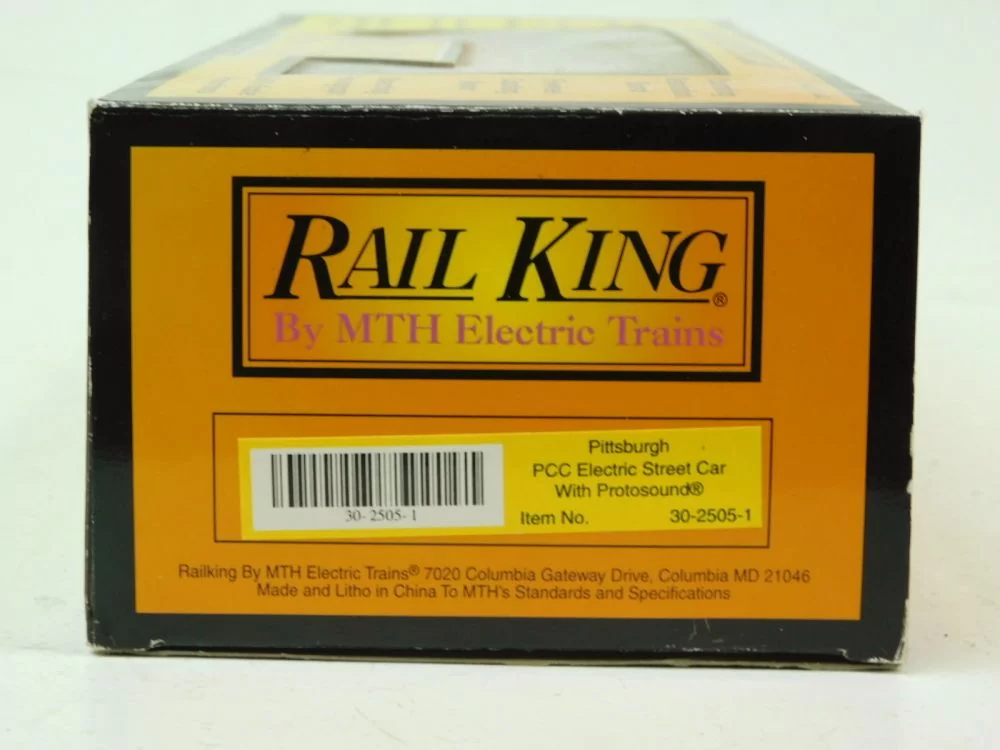 RAIL KING®
By MTH Electric Trains
Pittsburgh
PCC Electric Street Car
With Protosound®
30-2505-1
Item No. 30-2505-1
Railking By MTH Electric Trains® 7020 Columbia Gateway Drive, Columbia MD 21046
Made and Litho in China To MTH's Standards and Specifications